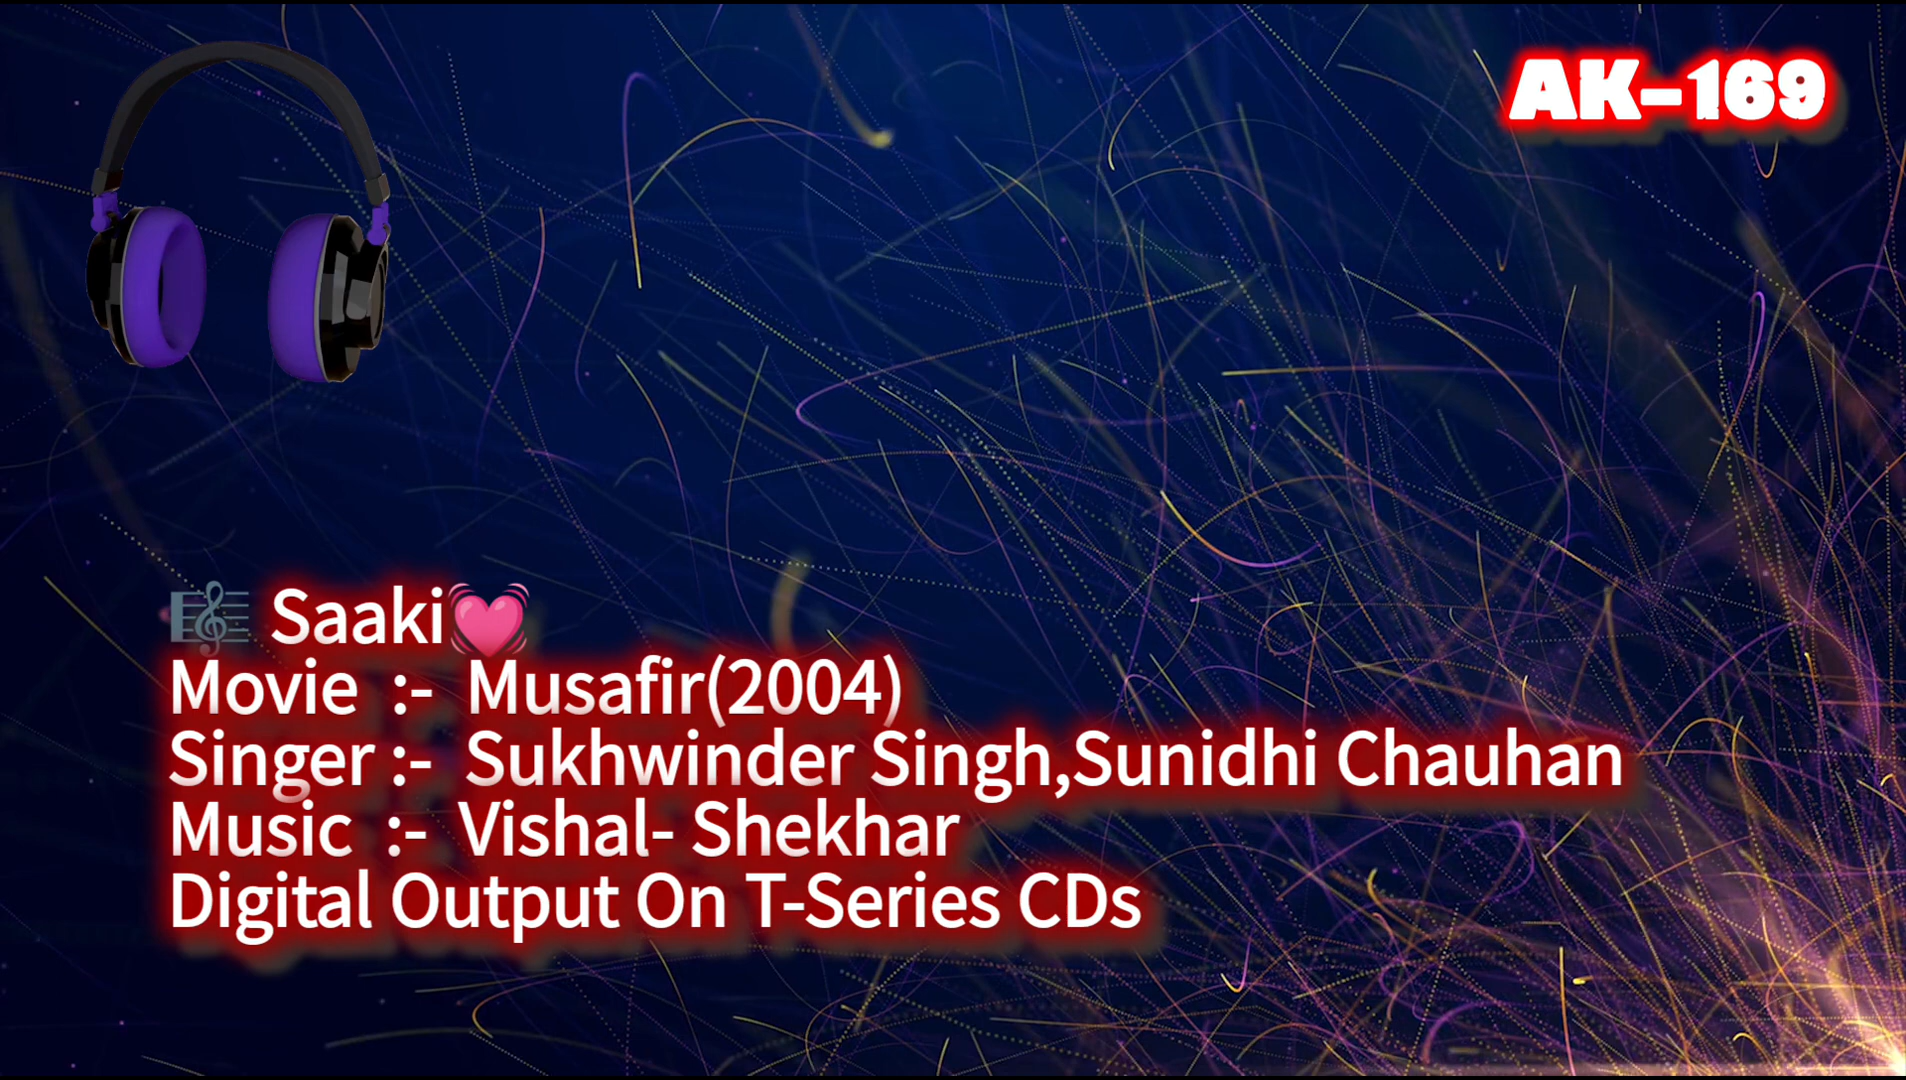 AK-169
🎼 Saaki💓
Movie :- Musafir(2004)
Singer :- Sukhwinder Singh,Sunidhi Chauhan
Music :- Vishal- Shekhar
Digital Output On T-Series CDs